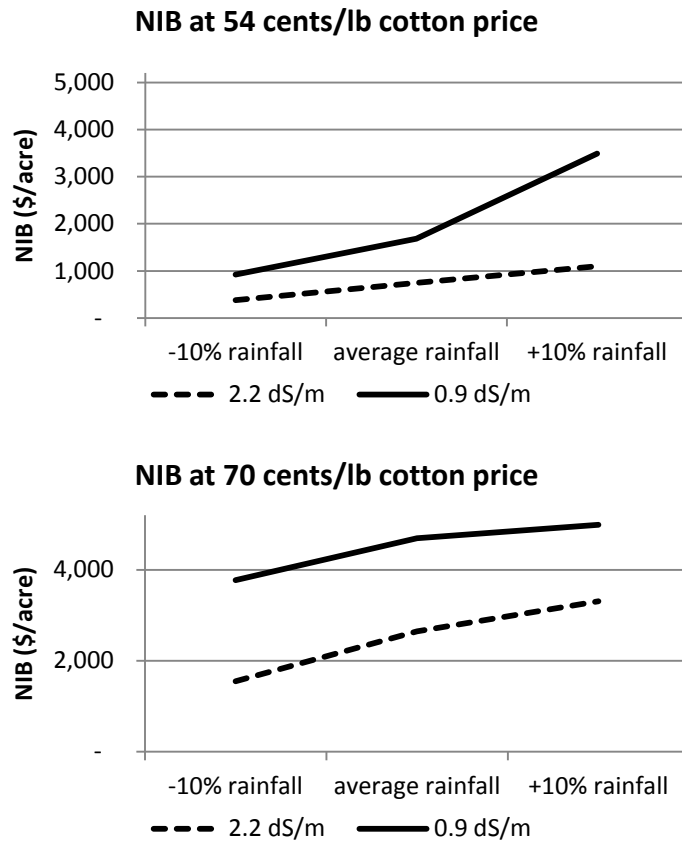 NIB at 54 cents/lb cotton price
5,000
4,000
3,000
2,000
1,000
-
NIB ($/acre)
-10% rainfall average rainfall +10% rainfall
2.2 dS/m 0.9 dS/m
NIB at 70 cents/lb cotton price
4,000
2,000
-
NIB ($/acre)
-10% rainfall average rainfall +10% rainfall
2.2 dS/m 0.9 dS/m